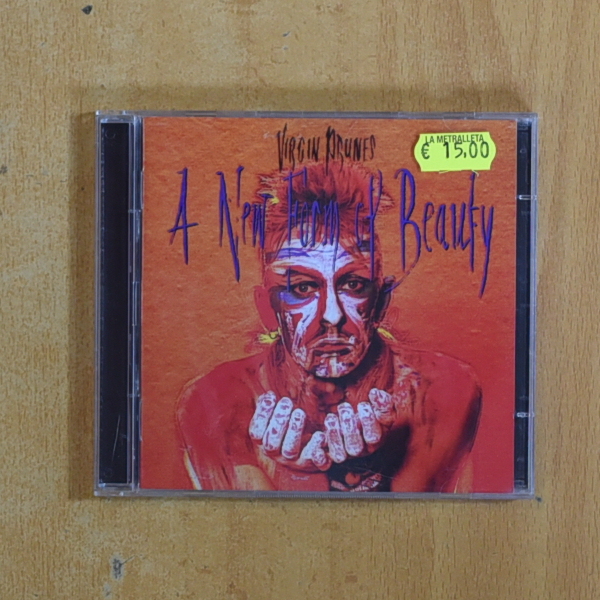 LA METRALLETA
€ 15,00
VIRGIN PRUNES
A New Form of Beauty